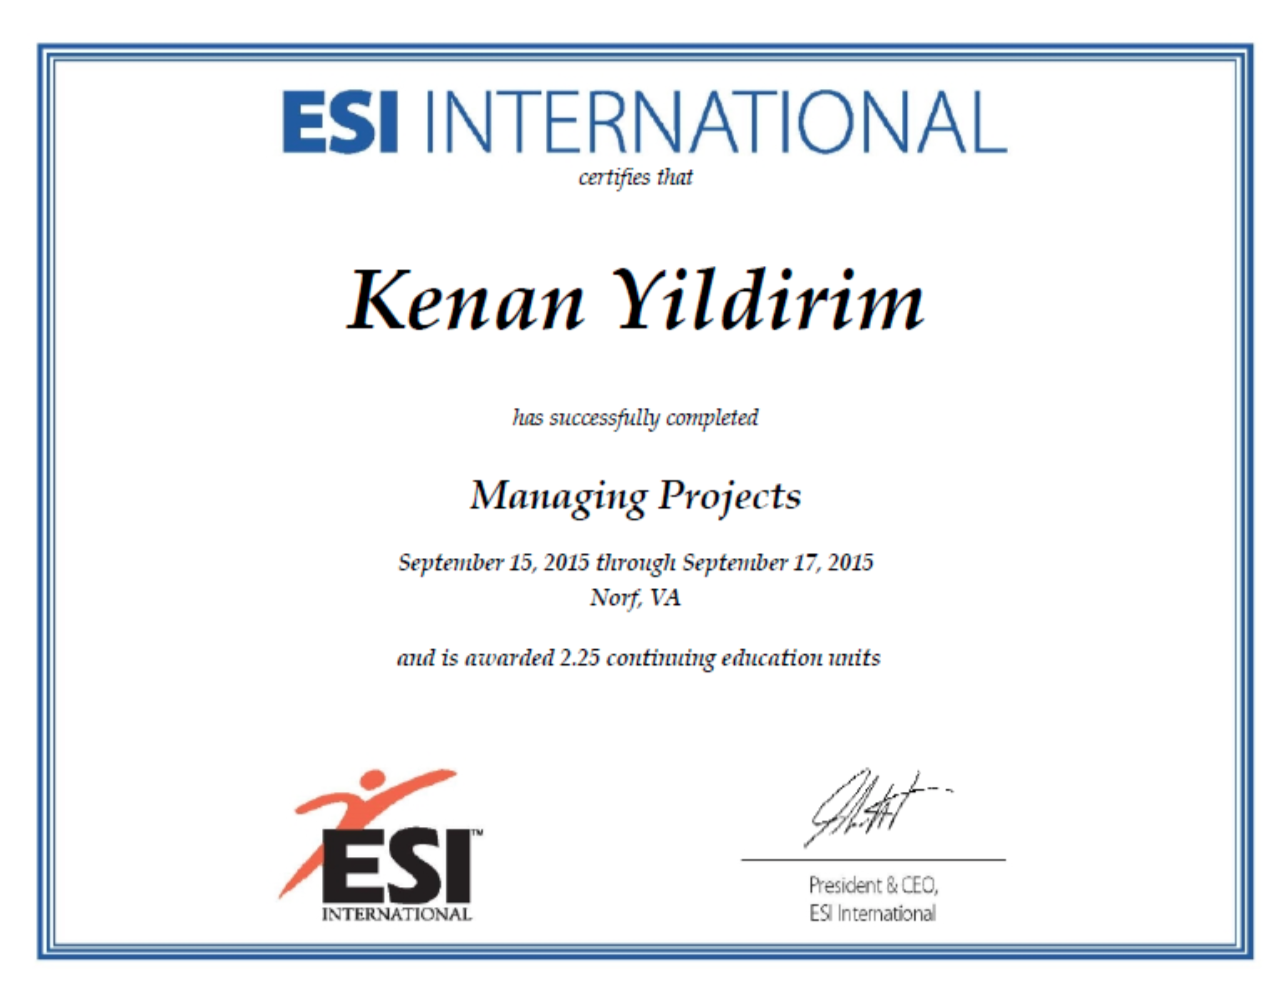 ESI INTERNATIONAL
certifies that
Kenan Yildirim
has successfully completed
Managing Projects
September 15, 2015 through September 17, 2015
Norf, VA
and is awarded 2.25 continuing education units
ESI™
INTERNATIONAL
President & CEO,
ESI International